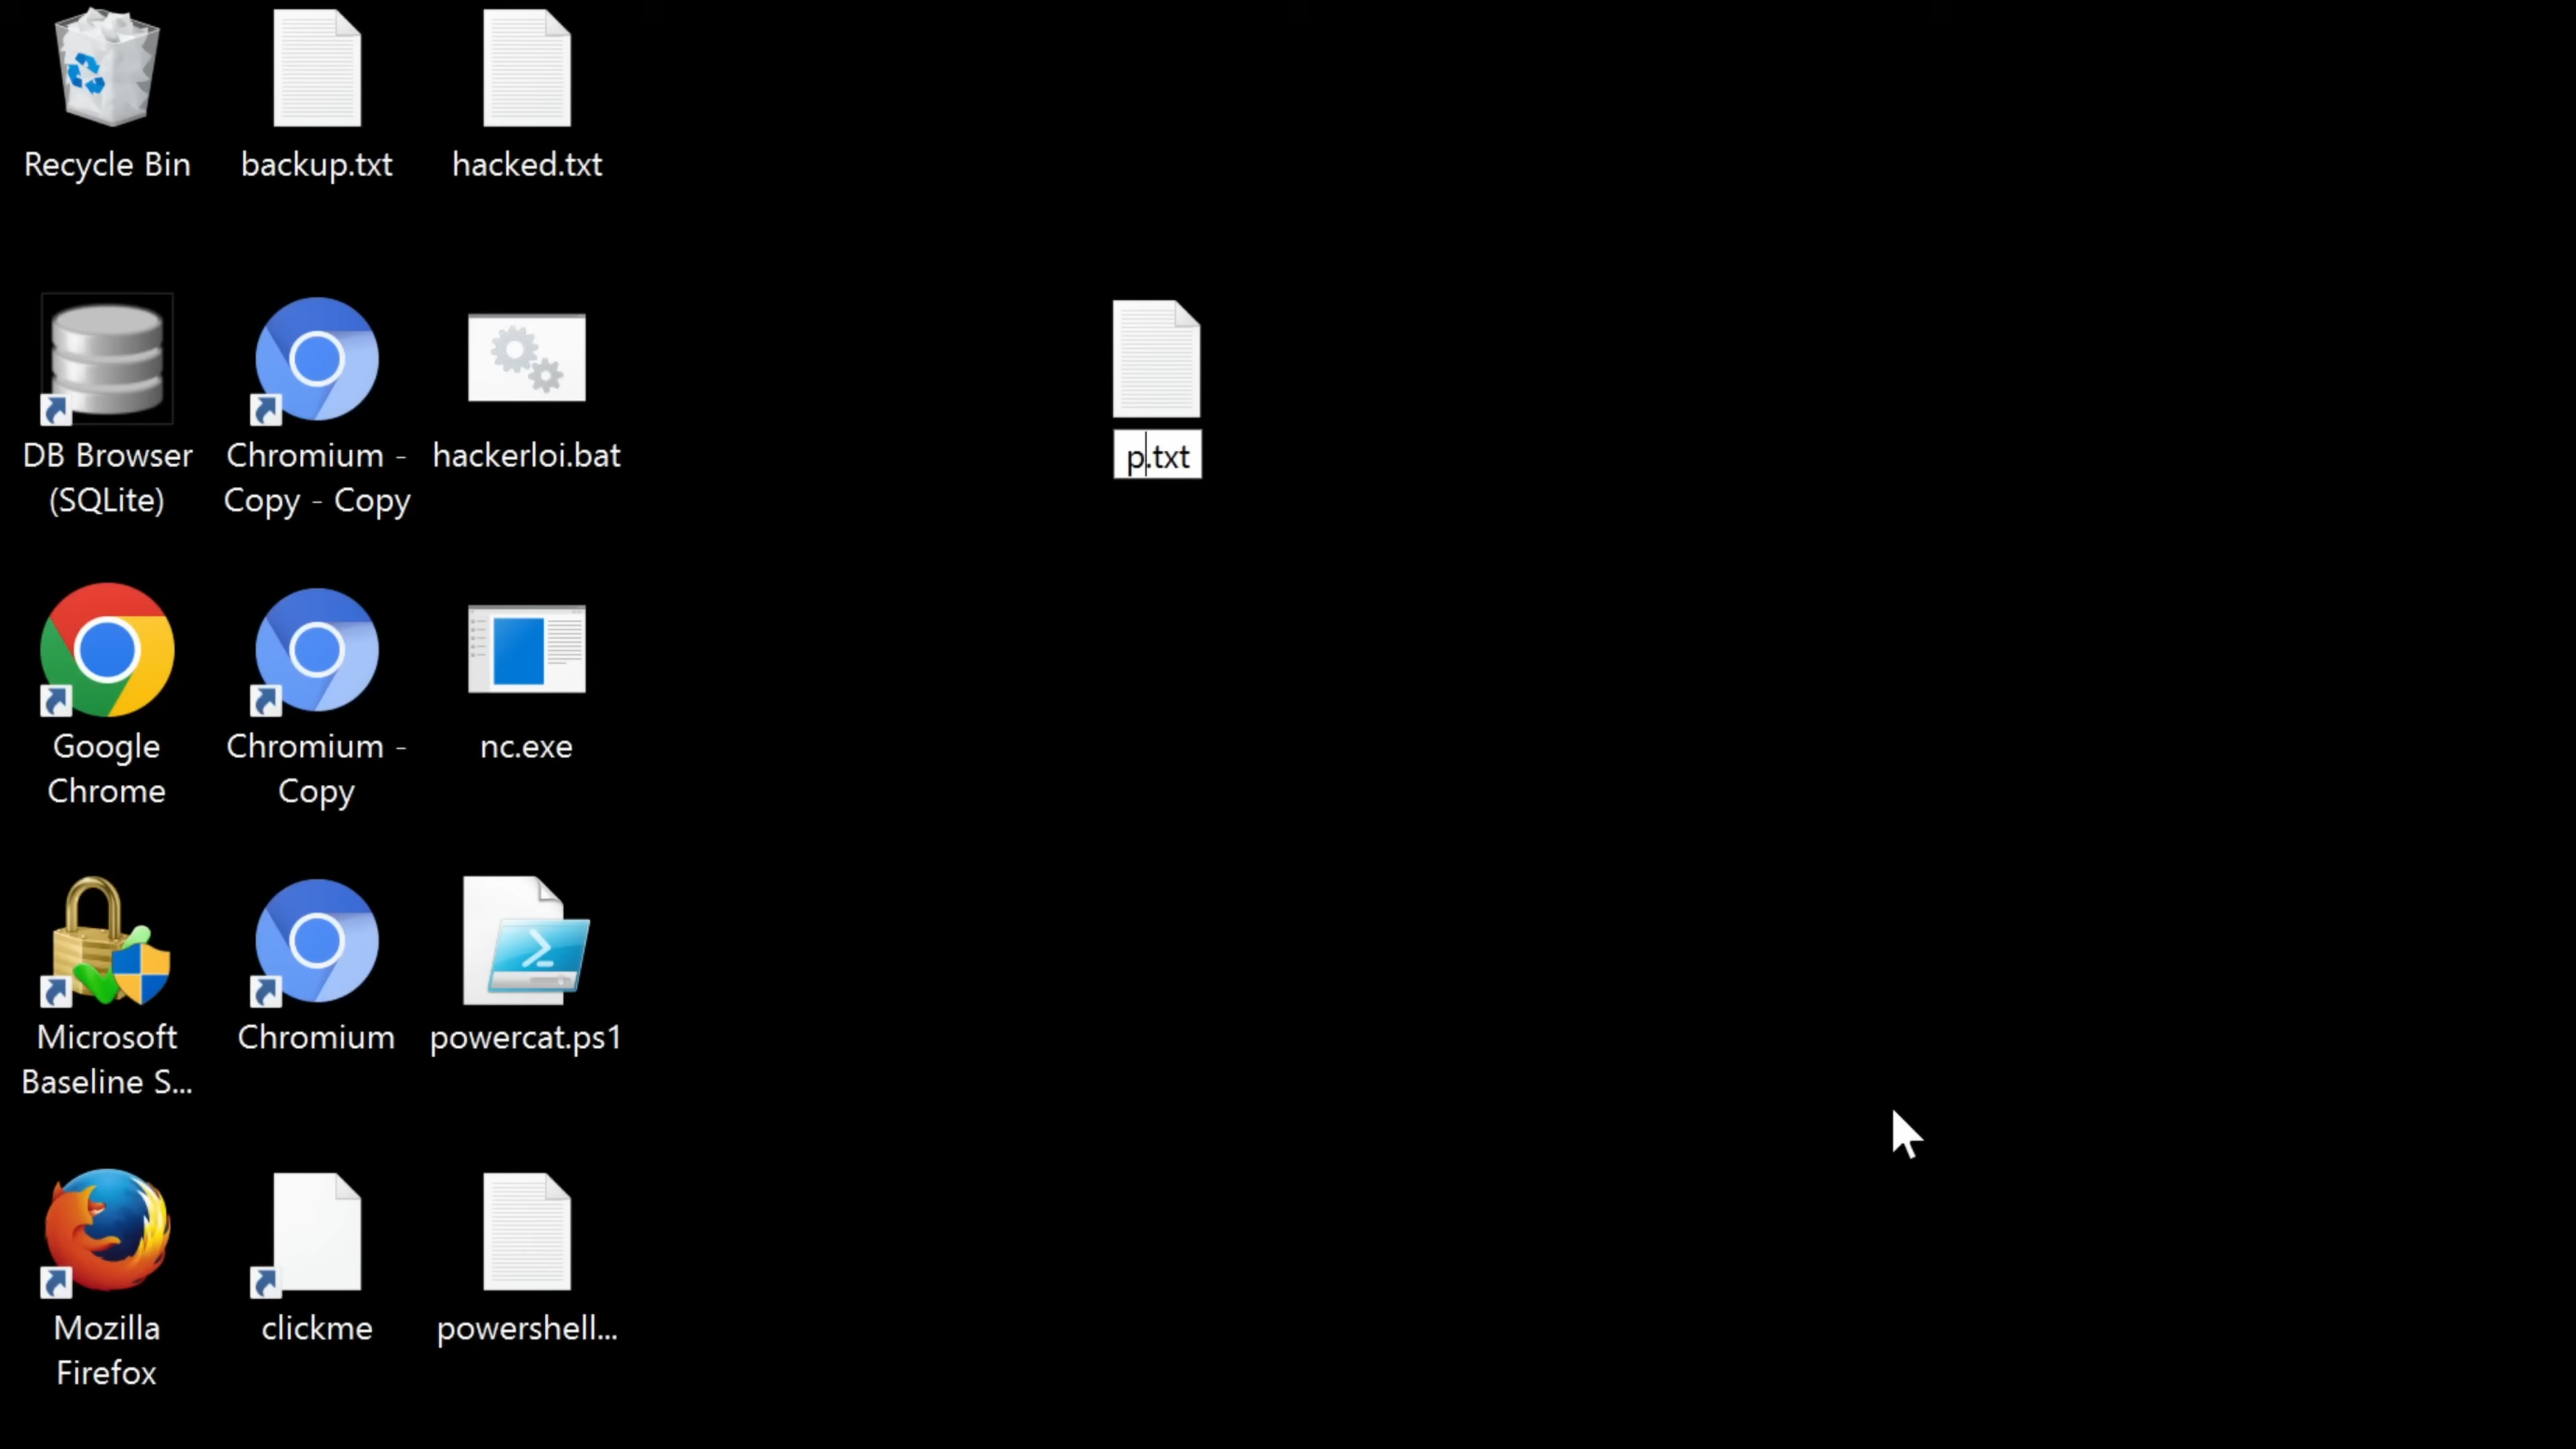 Recycle Bin
backup.txt
hacked.txt
DB Browser
(SQLite)
Chromium -
Copy - Copy
hackerloi.bat
p.txt
Google
Chrome
Chromium -
Copy
nc.exe
Microsoft
Baseline S...
Chromium
powercat.ps1
Mozilla
Firefox
clickme
powershell...